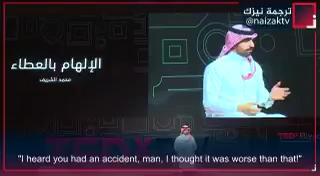 ترجمة نيزك
@naizaktv
الإلهام بالعطاء
محمد الشريف
TEDx
"I heard you had an accident, man, I thought it was worse than that!"